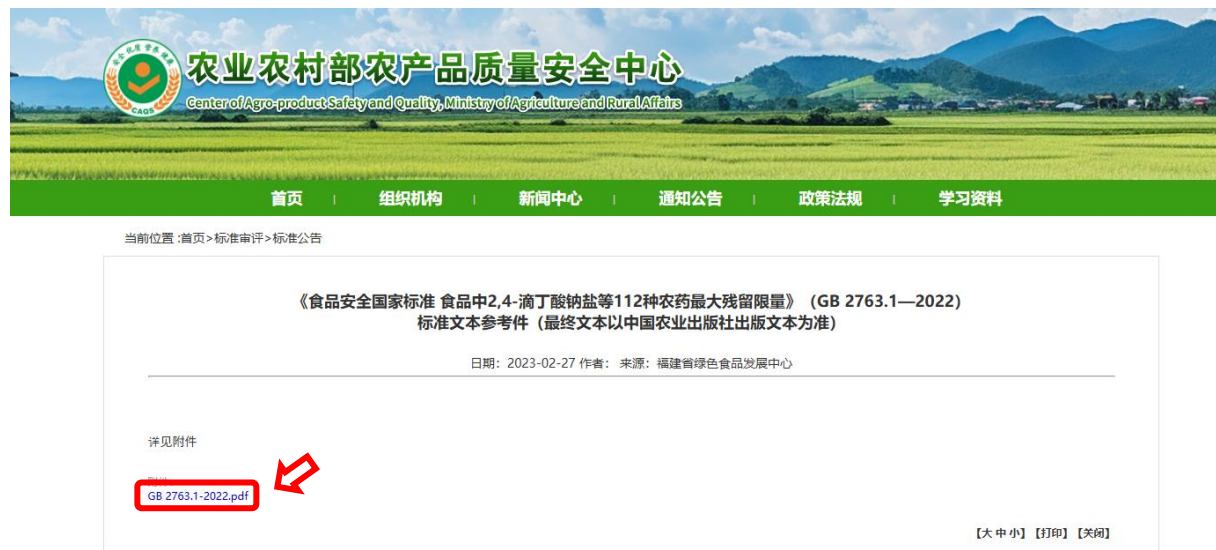 农业农村部农产品质量安全中心
Center of Agro-product Safety and Quality, Ministry of Agriculture and Rural Affairs
CAQS
首页 | 组织机构 | 新闻中心 | 通知公告 | 政策法规 | 学习资料
当前位置 :首页>标准审评>标准公告
《食品安全国家标准 食品中2,4-滴丁酸钠盐等112种农药最大残留限量》（GB 2763.1—2022）
标准文本参考件（最终文本以中国农业出版社出版文本为准）
日期： 2023-02-27 作者： 来源：福建省绿色食品发展中心
详见附件
GB 2763.1-2022.pdf
【大 中 小】【打印】【关闭】